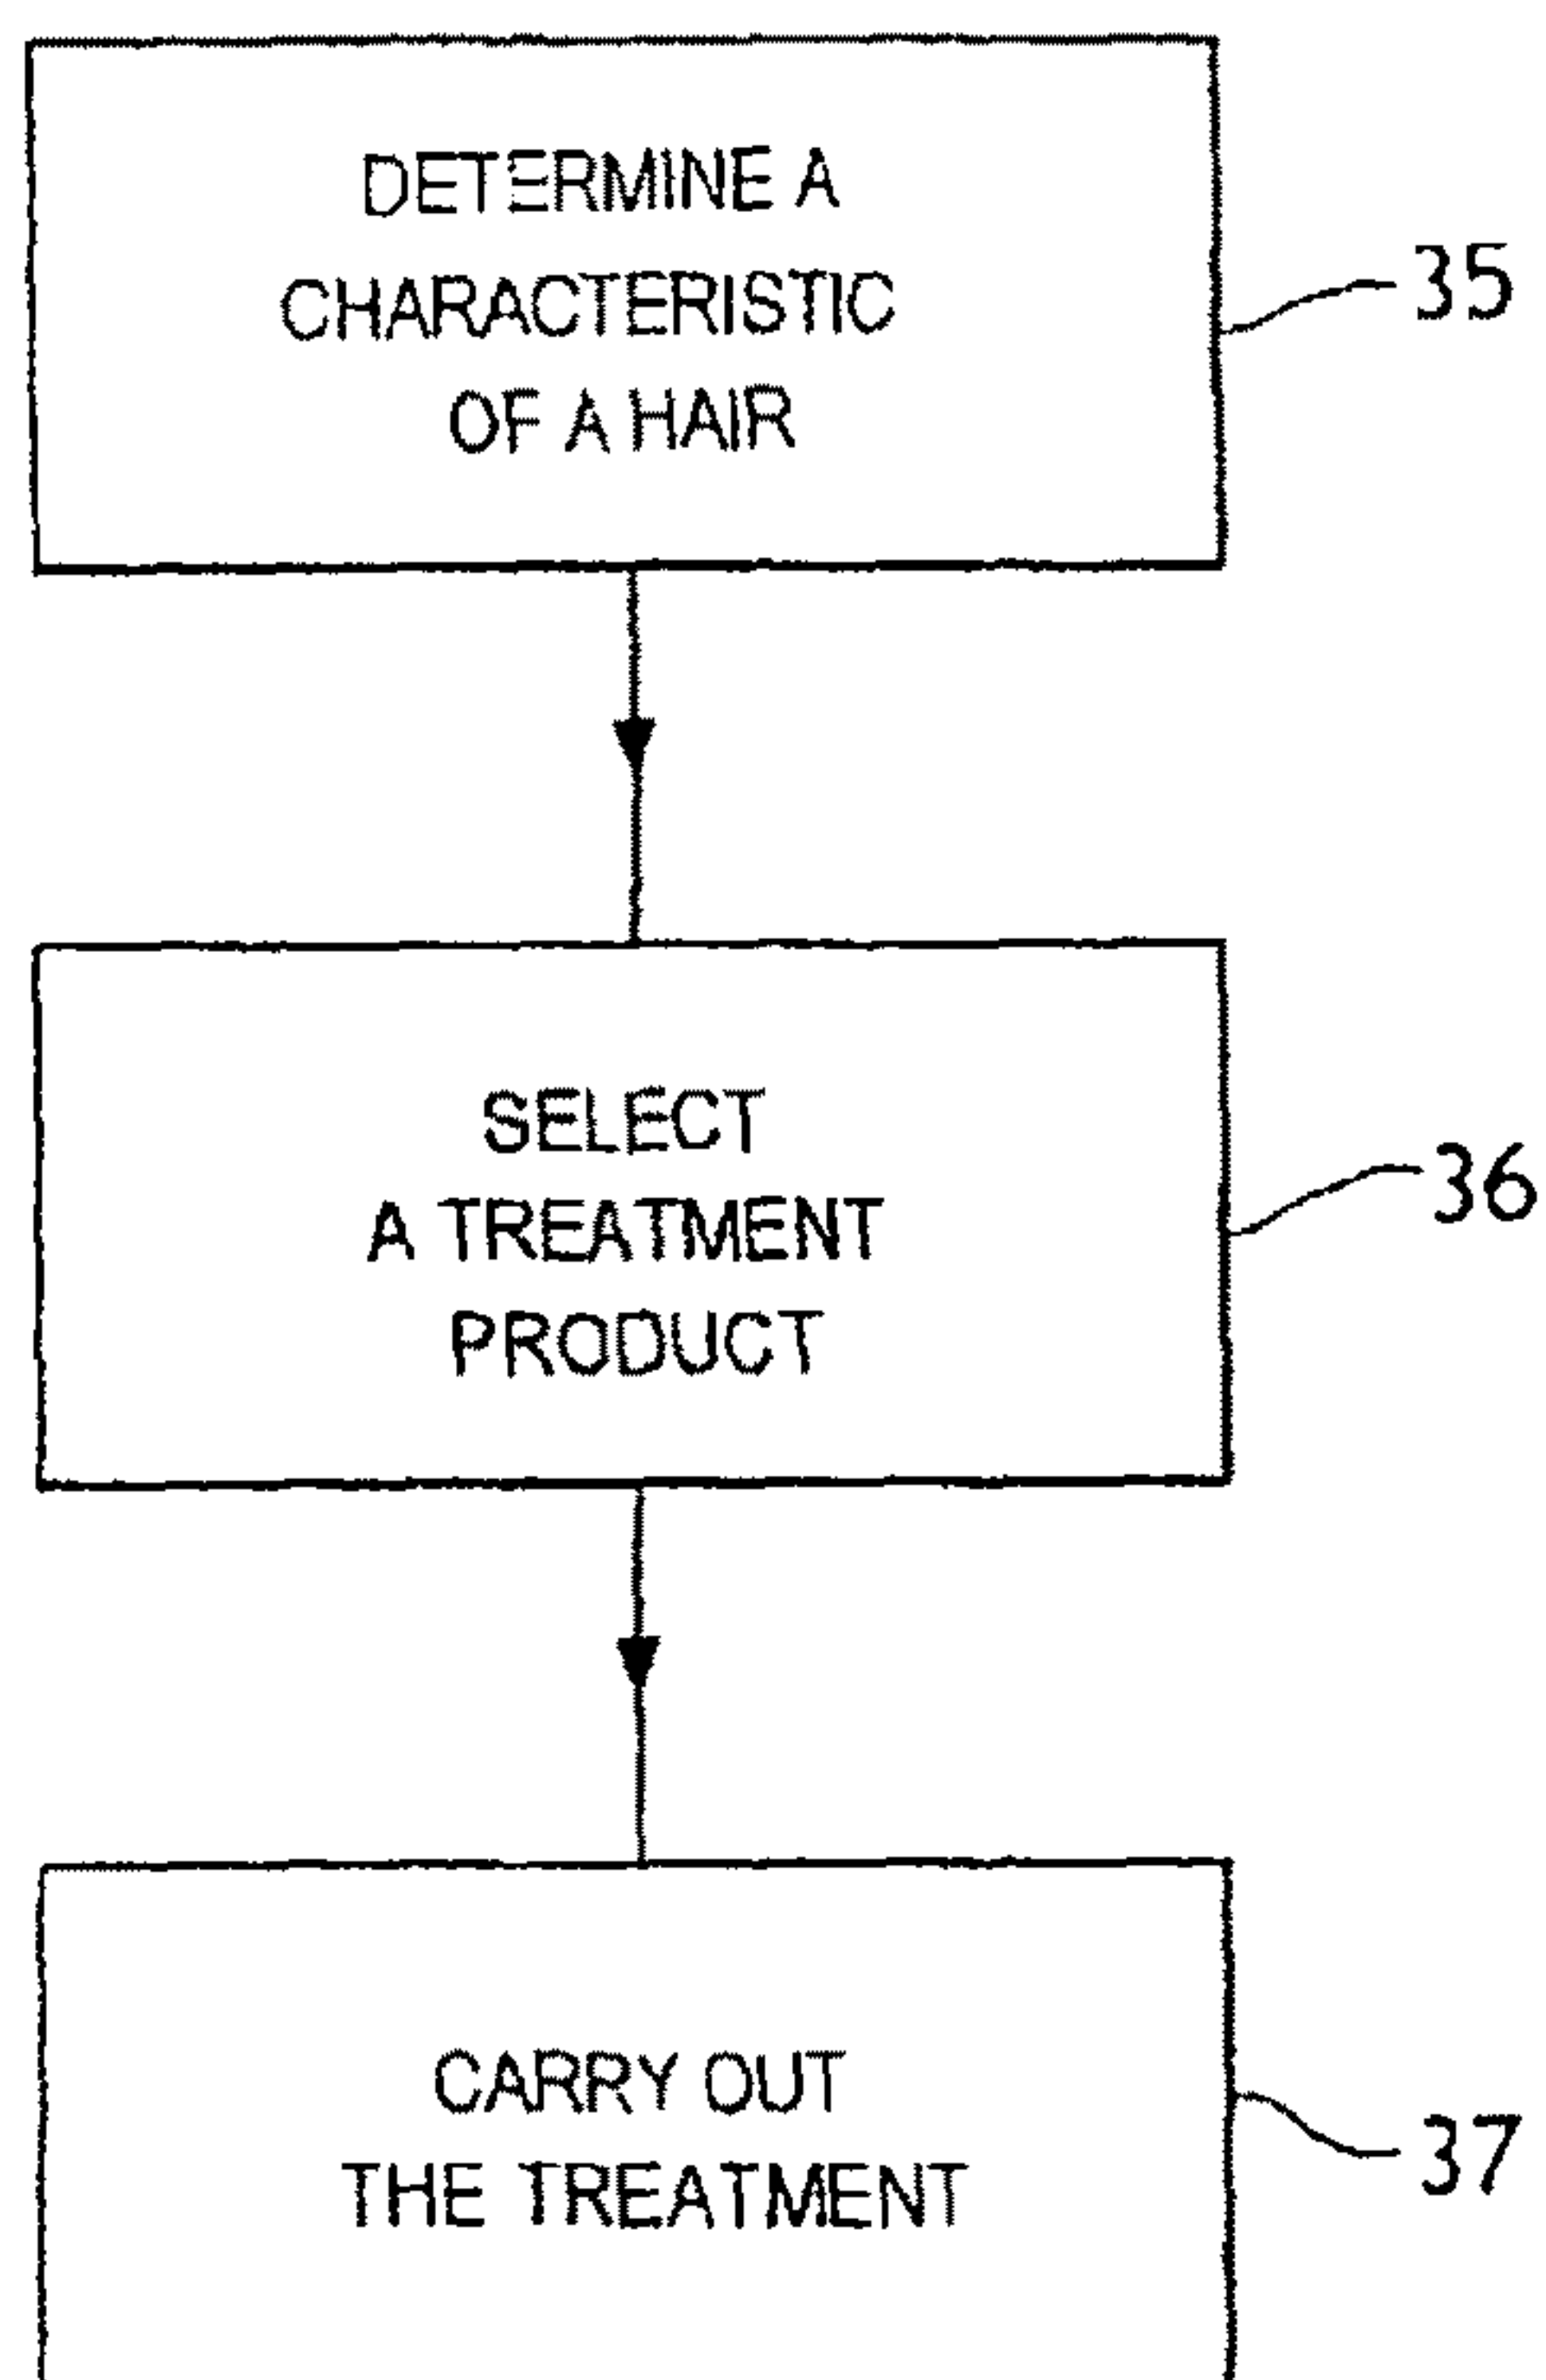 DETERMINE A
CHARACTERISTIC
OF A HAIR
35
SELECT
A TREATMENT
PRODUCT
36
CARRY OUT
THE TREATMENT
37